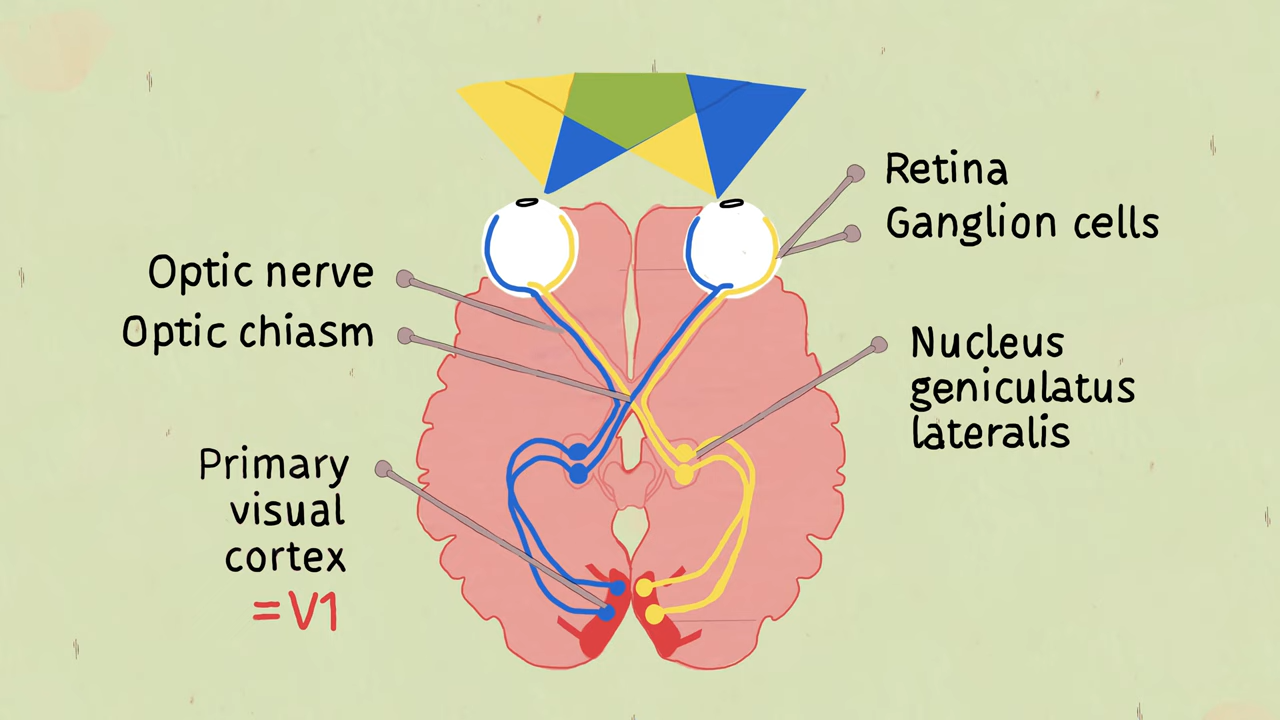 Retina
Ganglion cells
Optic nerve
Optic chiasm
Nucleus
geniculatus
lateralis
Primary
visual
cortex
=V1